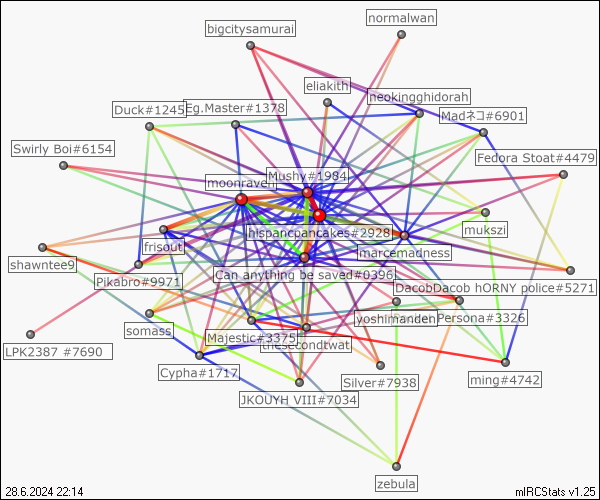 normalwan
bigcitysamurai
eliakith
neokingghidorah
Duck#1245
Eg.Master#1378
Madネコ#6901
Swirly Boi#6154
Fedora Stoat#4479
Mushy#1984
moonraven
mukszi
hispancpancakes#2928
frisout
marcemadness
shawntee9
Pikabro#9971
Can anything be saved#0396
DacobDacob hORNY police#5271
somass
yoshimanden
Persona#3326
Majestic#3375
thesecondtwat
LPK2387 #7690
Cypha#1717
Silver#7938
ming#4742
JKOUYH VIII#7034
zebula
28.6.2024 22:14
mIRCStats v1.25